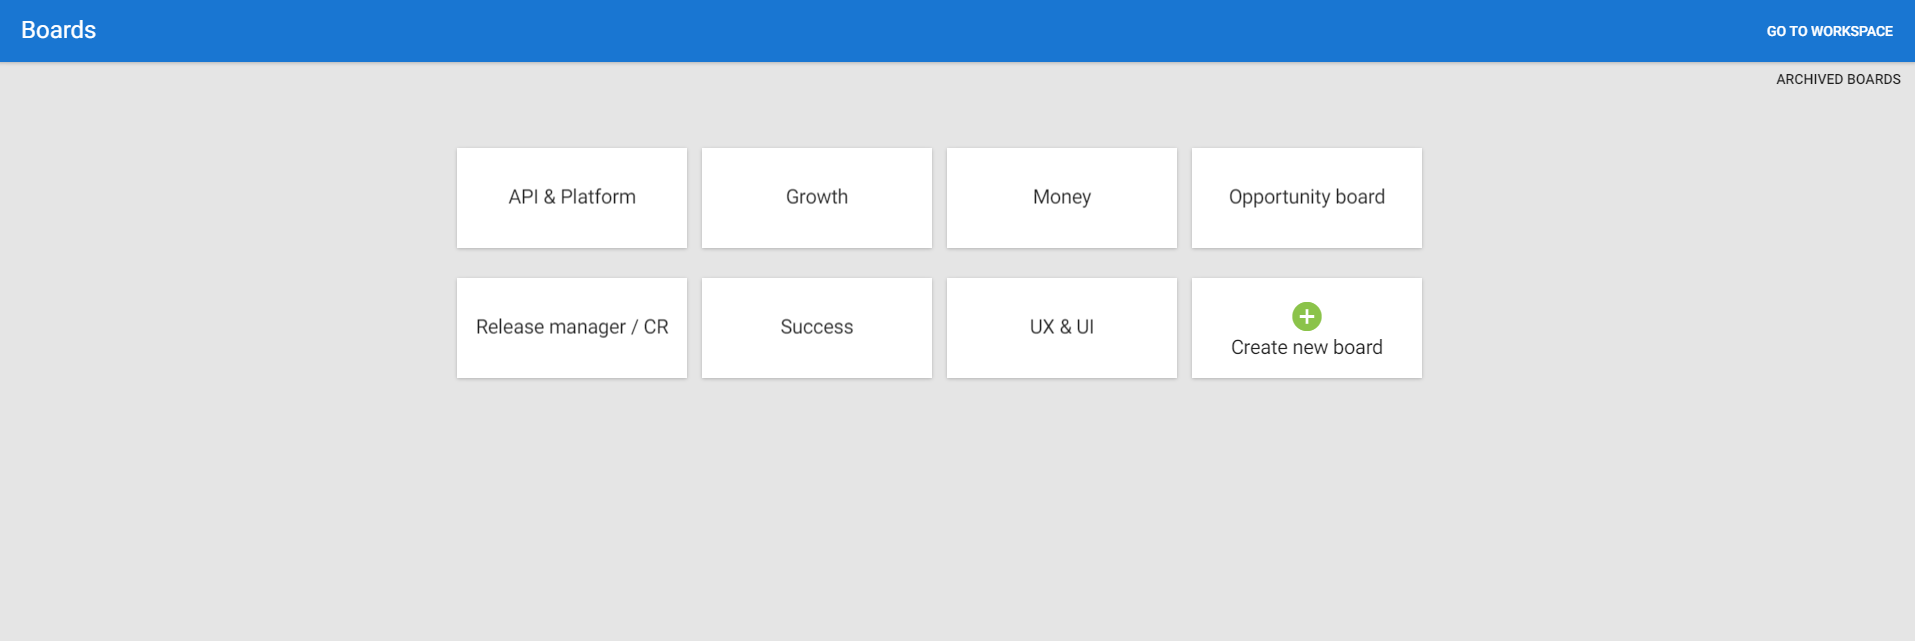 Boards
GO TO WORKSPACE
ARCHIVED BOARDS
API & Platform
Growth
Money
Opportunity board
Release manager / CR
Success
UX & UI
Create new board